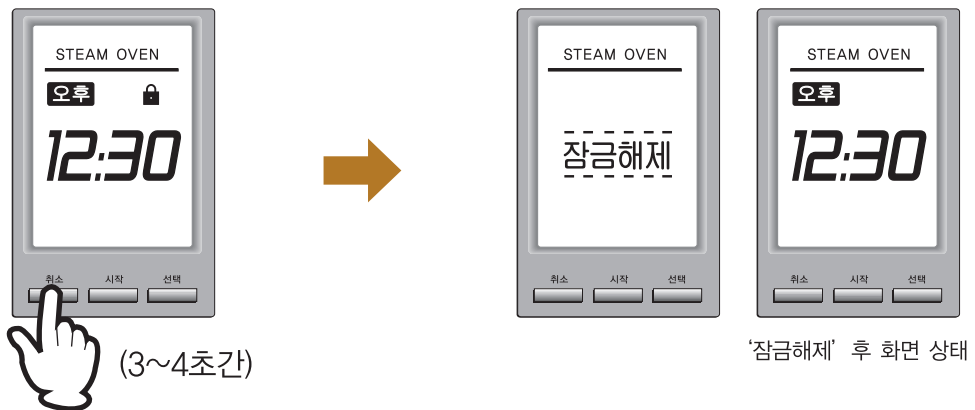 STEAM OVEN
오후
12:30
취소 시작 선택
(3~4초간)
STEAM OVEN
잠금해제
취소 시작 선택
STEAM OVEN
오후
12:30
취소 시작 선택
‘잠금해제’ 후 화면 상태